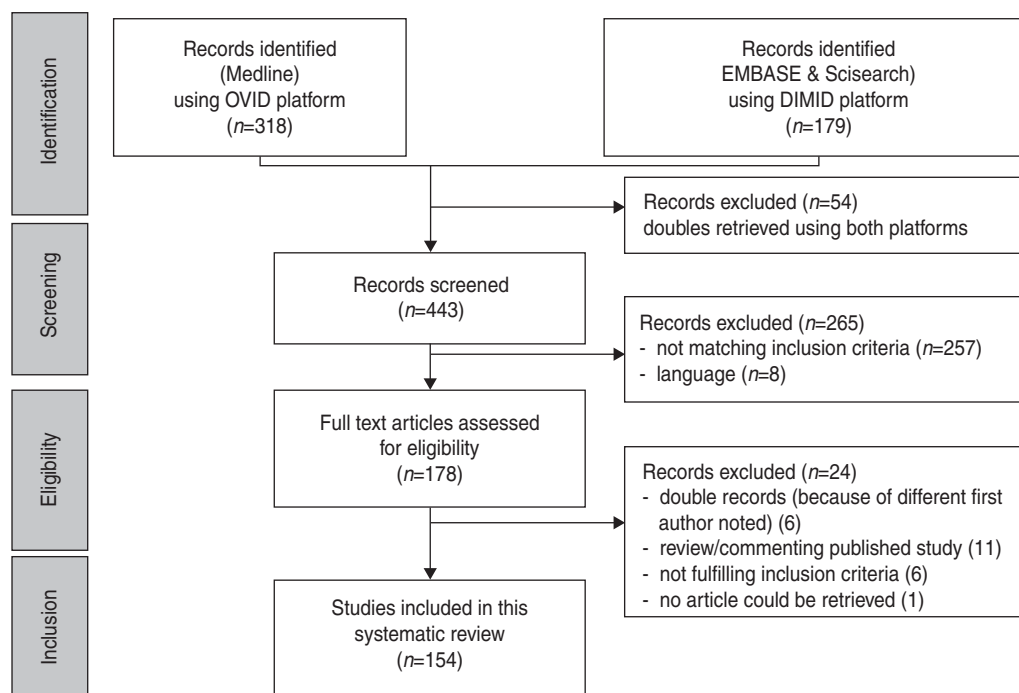 Identification
Records identified
(Medline)
using OVID platform
(n=318)
Records identified
EMBASE & Scisearch)
using DIMID platform
(n=179)
Records excluded (n=54)
doubles retrieved using both platforms
Screening
Records screened
(n=443)
Records excluded (n=265)
- not matching inclusion criteria (n=257)
- language (n=8)
Eligibility
Full text articles assessed
for eligibility
(n=178)
Records excluded (n=24)
- double records (because of different first
author noted) (6)
- review/commenting published study (11)
- not fulfilling inclusion criteria (6)
- no article could be retrieved (1)
Inclusion
Studies included in this
systematic review
(n=154)